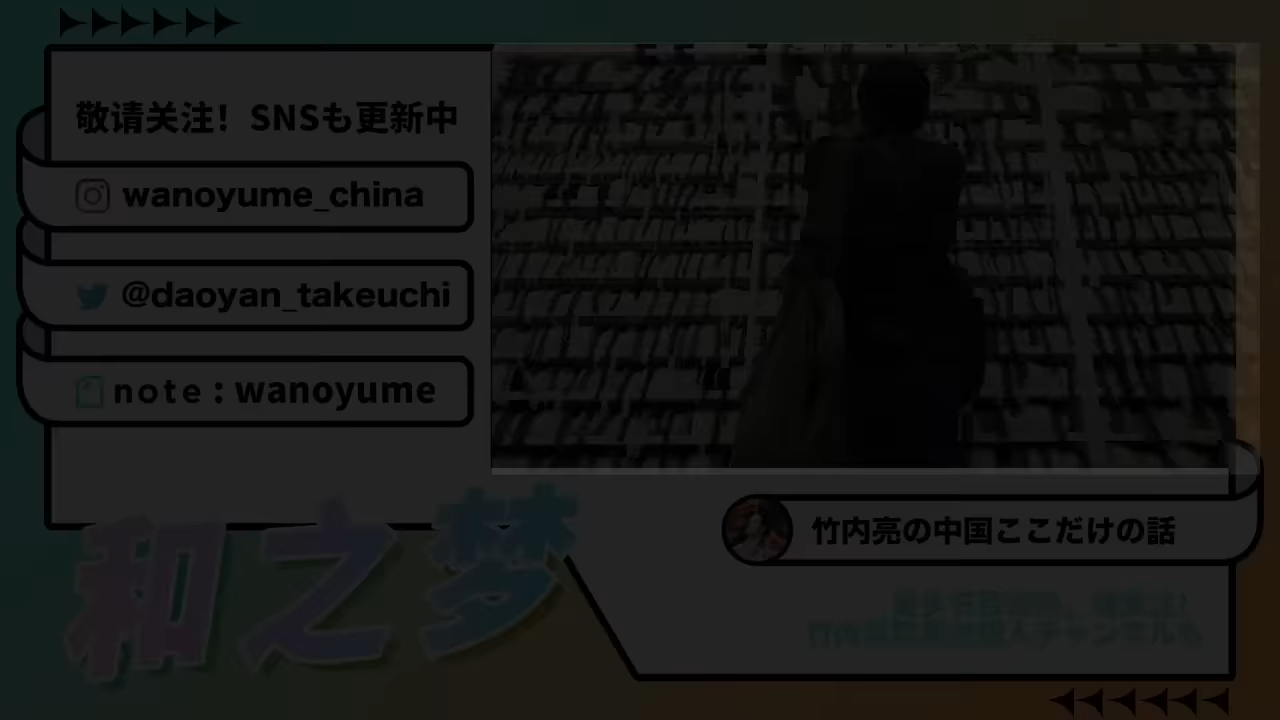 敬请关注! SNSも更新中
wanoyume_china
@daoyan_takeuchi
note:wanoyume
和之梦
竹内亮の中国ここだけの話